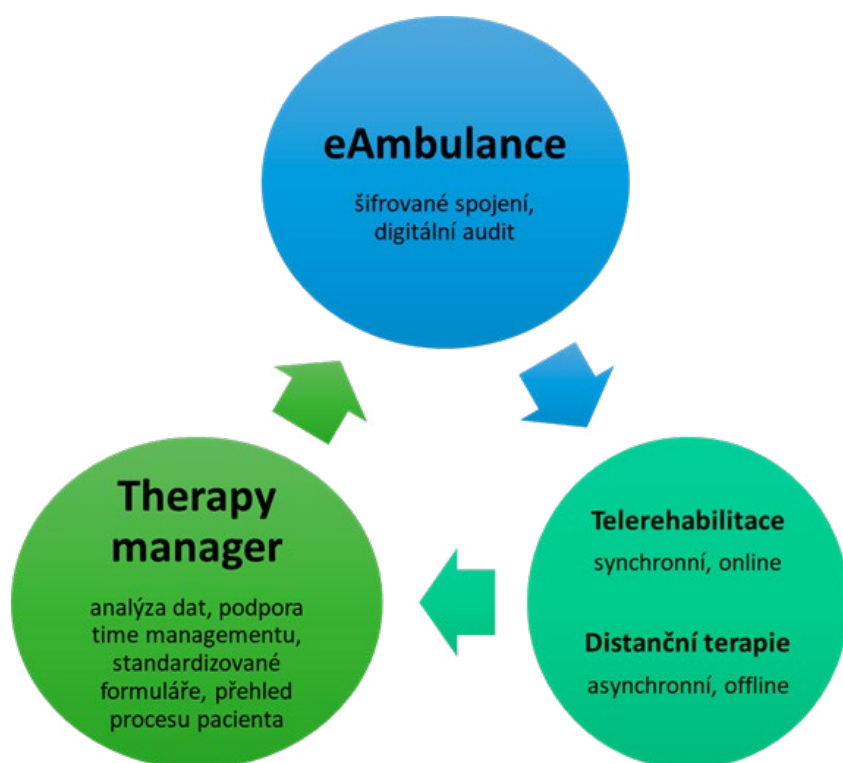 eAmbulance
šifrované spojení,
digitální audit
Therapy
manager
analýza dat, podpora
time managementu,
standardizované
formuláře, přehled
procesu pacienta
Telerehabilitace
synchronní, online
Distanční terapie
asynchronní, offline